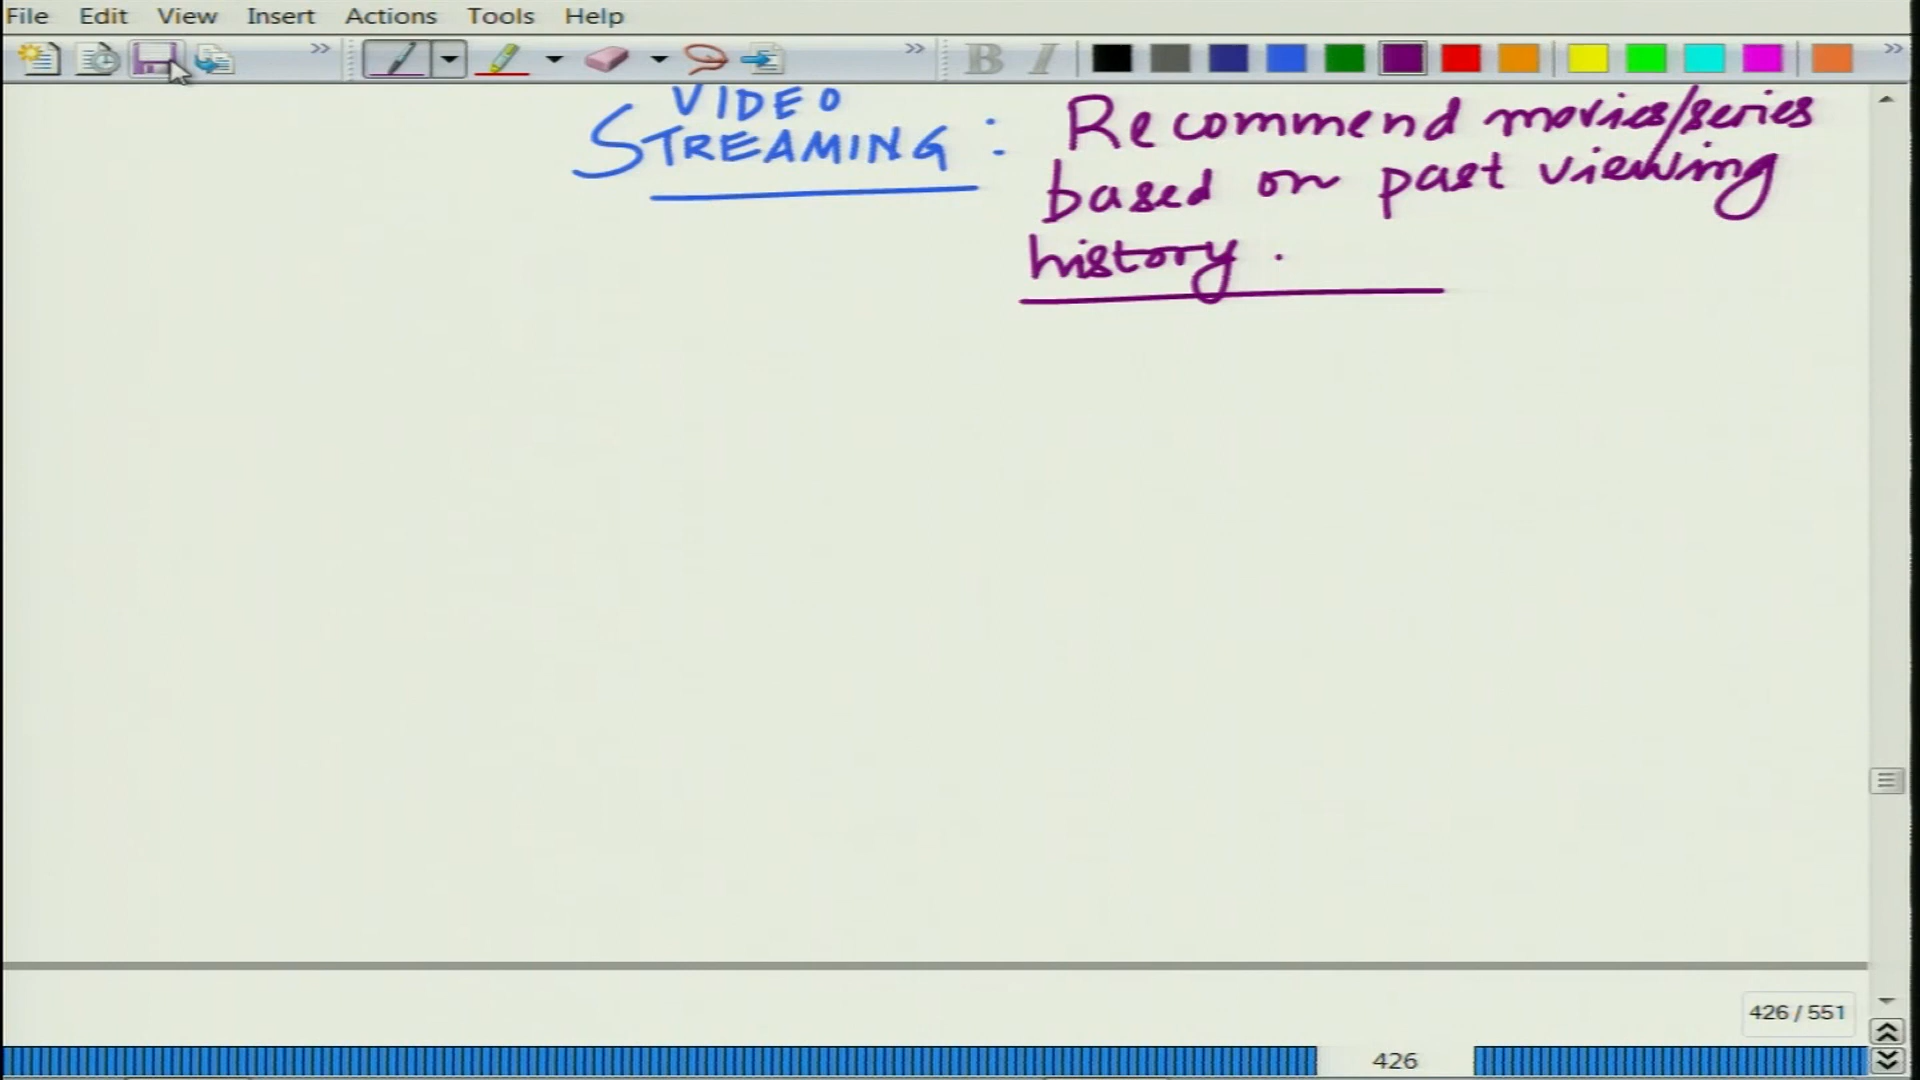 File Edit View Insert Actions Tools Help
B I
VIDEO
STREAMING : Recommend movies/series
based on past viewing
history.
426 / 551
426